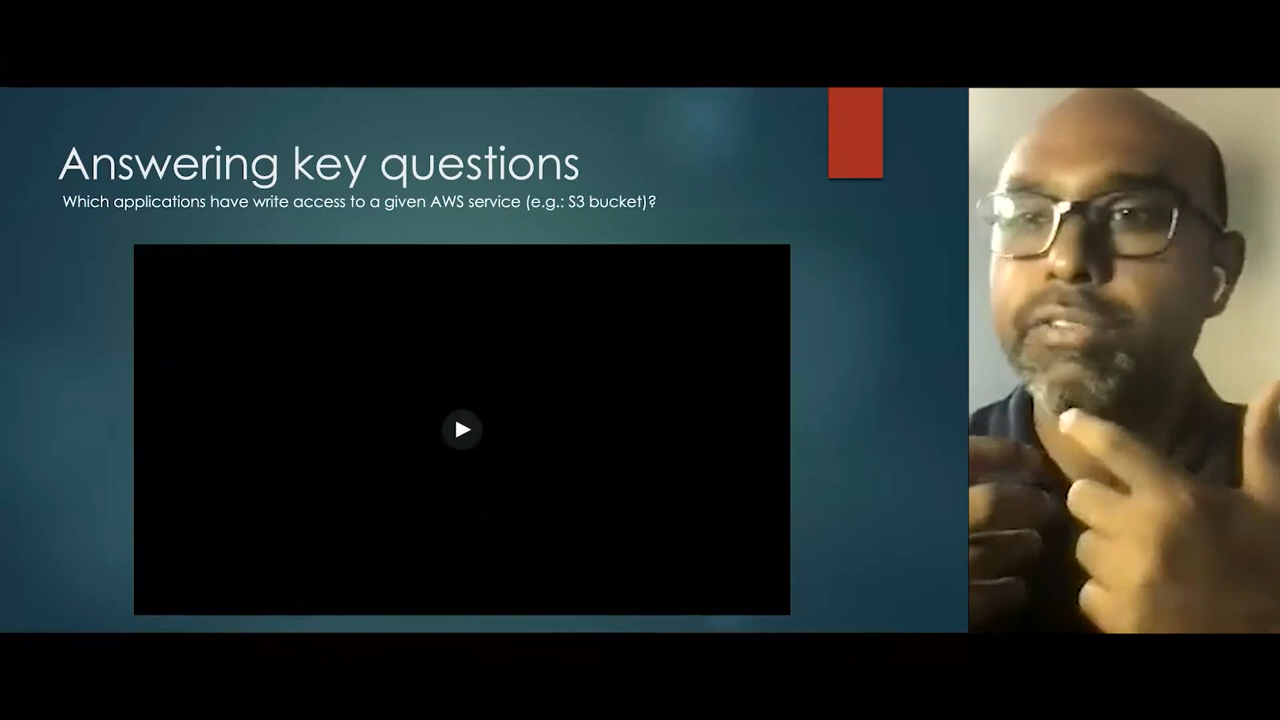 Answering key questions
Which applications have write access to a given AWS service (e.g.: S3 bucket)?